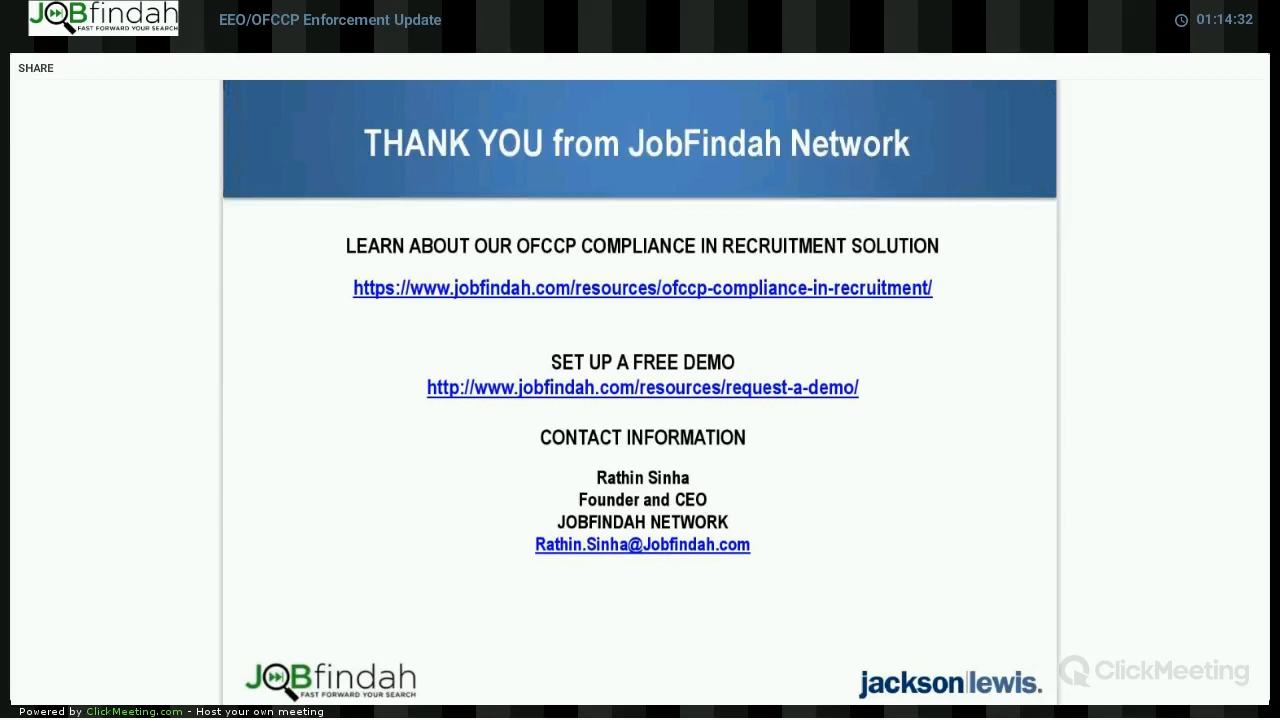 JOBfindah
FAST FORWARD YOUR SEARCH
EEO/OFCCP Enforcement Update
01:14:32
SHARE
THANK YOU from JobFindah Network
LEARN ABOUT OUR OFCCP COMPLIANCE IN RECRUITMENT SOLUTION
https://www.jobfindah.com/resources/ofccp-compliance-in-recruitment/
SET UP A FREE DEMO
http://www.jobfindah.com/resources/request-a-demo/
CONTACT INFORMATION
Rathin Sinha
Founder and CEO
JOBFINDAH NETWORK
Rathin.Sinha@Jobfindah.com
JOBfindah
FAST FORWARD YOUR SEARCH
jackson|lewis.
ClickMeeting
Powered by ClickMeeting.com - Host your own meeting